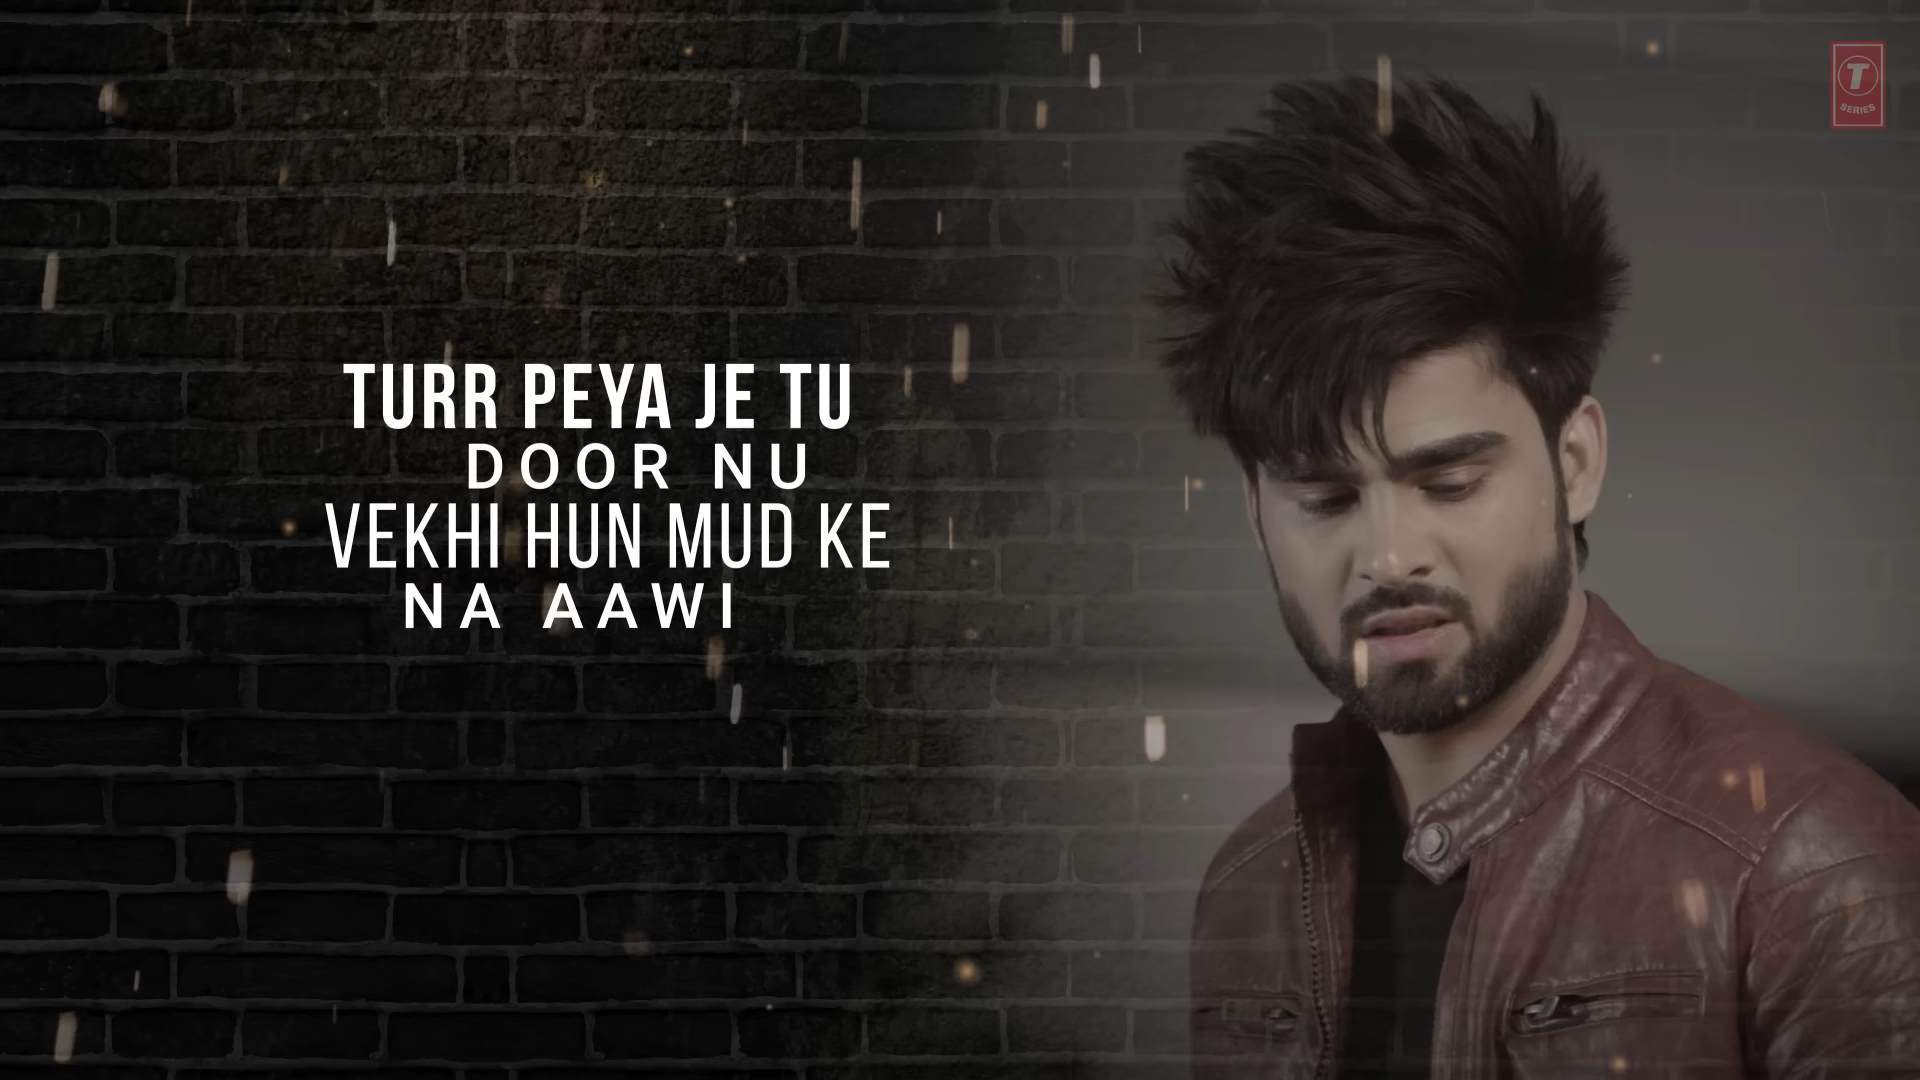 TURR PEYA JE TU
DOOR NU
VEKHI HUN MUD KE
NA AAWI
T
SERIES